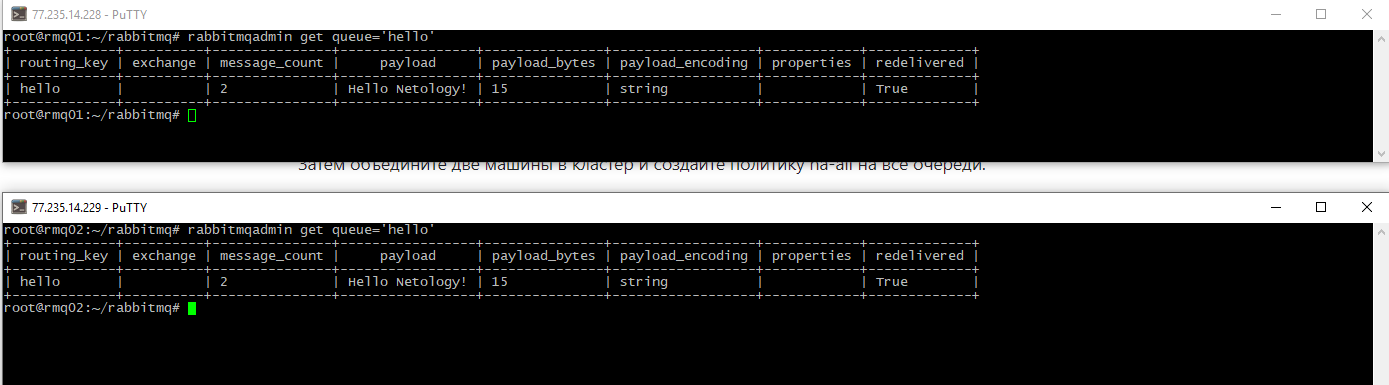 77.235.14.228 - PuTTY
root@rmq01:~/rabbitmq# rabbitmqadmin get queue='hello'
+-------------+----------+---------------+-----------------+---------------+------------------+------------+-------------+
| routing_key | exchange | message_count |     payload     | payload_bytes | payload_encoding | properties | redelivered |
+-------------+----------+---------------+-----------------+---------------+------------------+------------+-------------+
| hello       |          | 2             | Hello Netology! | 15            | string           |            | True        |
+-------------+----------+---------------+-----------------+---------------+------------------+------------+-------------+
root@rmq01:~/rabbitmq#
Затем объедините две машины в кластер и создайте политику ha-all на все очереди.
77.235.14.229 - PuTTY
root@rmq02:~/rabbitmq# rabbitmqadmin get queue='hello'
+-------------+----------+---------------+-----------------+---------------+------------------+------------+-------------+
| routing_key | exchange | message_count |     payload     | payload_bytes | payload_encoding | properties | redelivered |
+-------------+----------+---------------+-----------------+---------------+------------------+------------+-------------+
| hello       |          | 2             | Hello Netology! | 15            | string           |            | True        |
+-------------+----------+---------------+-----------------+---------------+------------------+------------+-------------+
root@rmq02:~/rabbitmq#